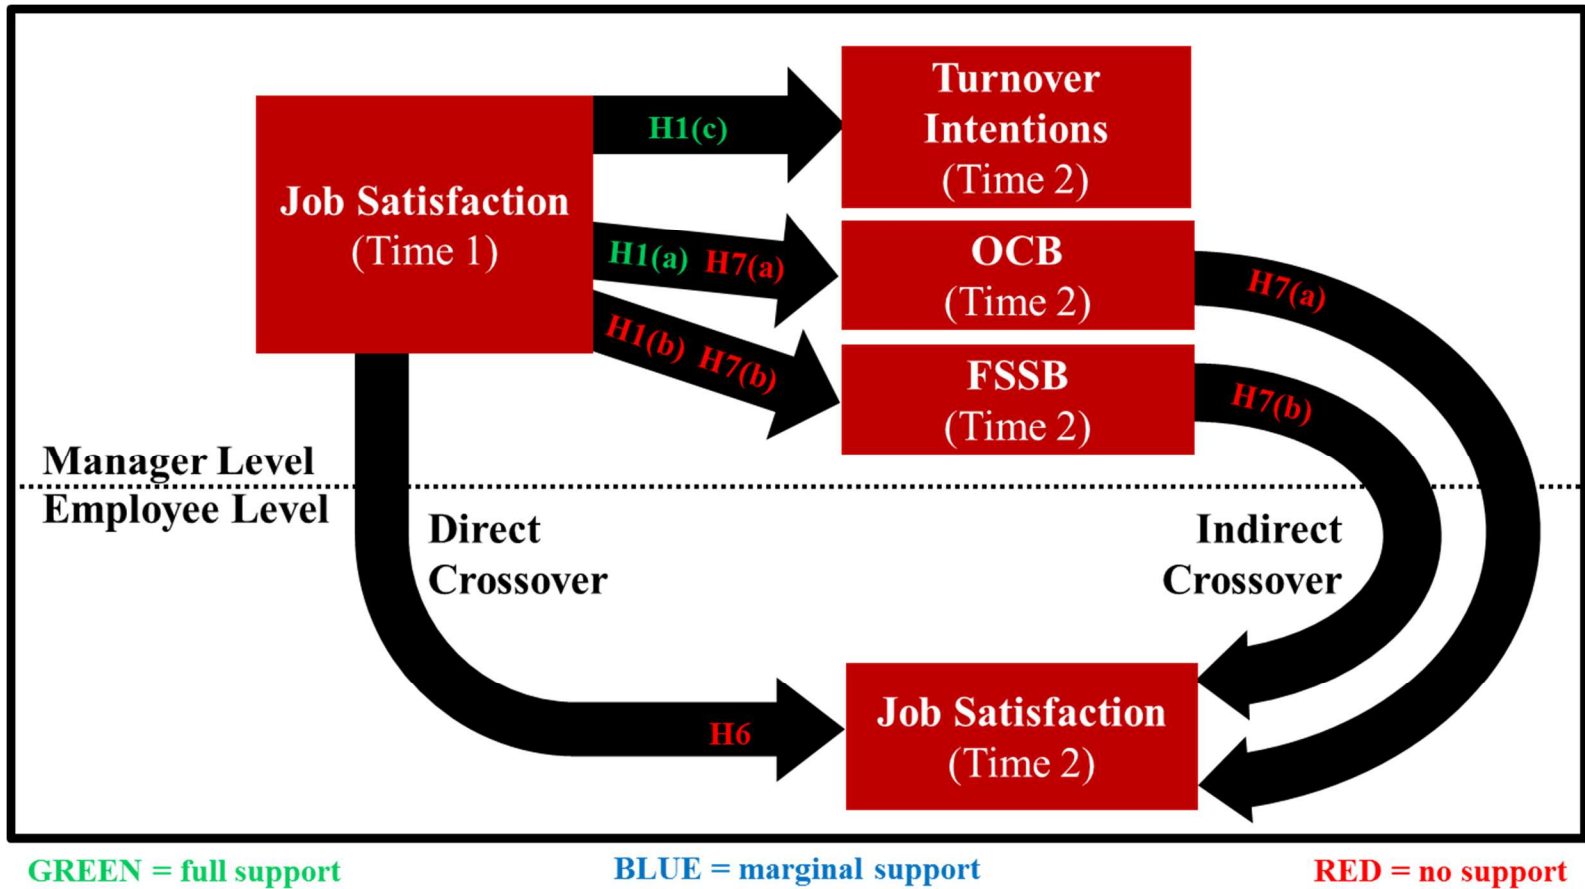 Turnover
Intentions
(Time 2)
H1(c)
Job Satisfaction
(Time 1)
H1(a) H7(a)
OCB
(Time 2)
H7(a)
H1(b) H7(b)
FSSB
(Time 2)
H7(b)
Manager Level
Employee Level
Direct
Crossover
Indirect
Crossover
H6
Job Satisfaction
(Time 2)
GREEN = full support
BLUE = marginal support
RED = no support